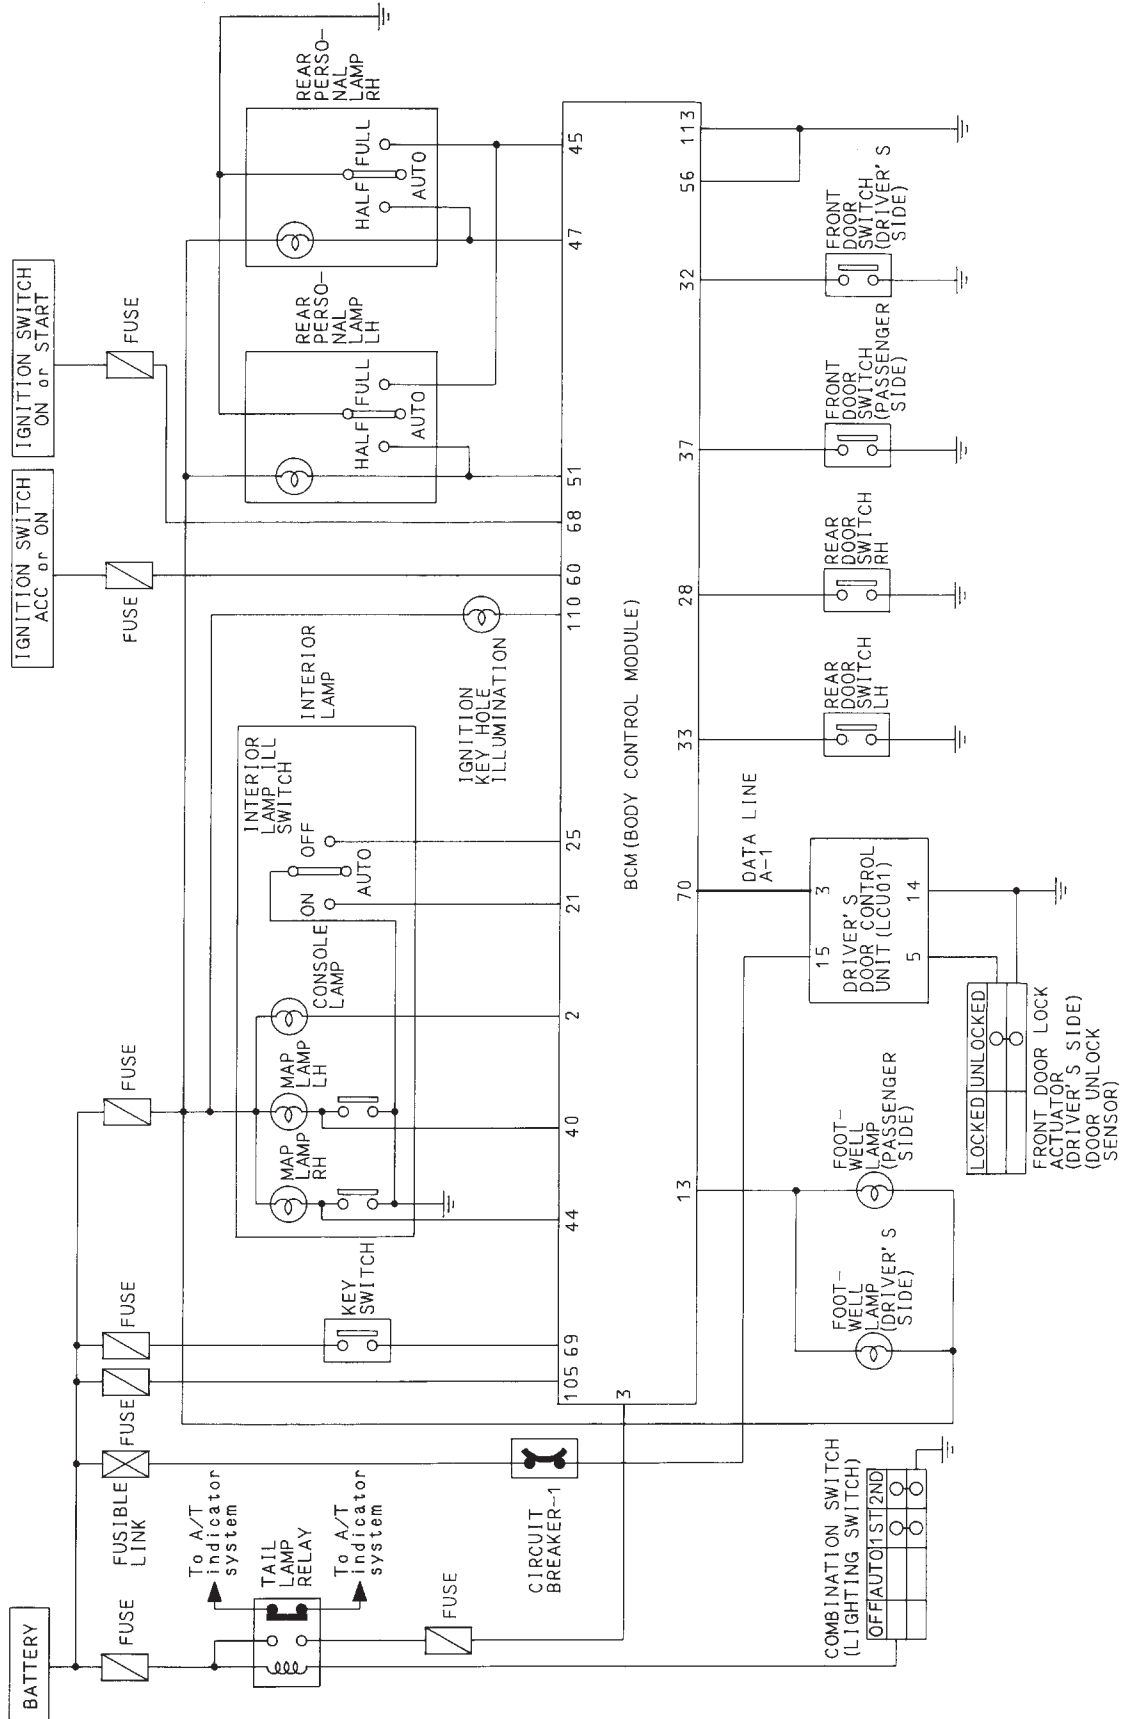 BATTERY
IGNITION SWITCH
ACC or ON
IGNITION SWITCH
ON or START
FUSE
FUSIBLE
LINK
FUSE
FUSE
FUSE
FUSE
FUSE
To A/T
indicator
system
TAIL
LAMP
RELAY
To A/T
indicator
system
FUSE
CIRCUIT
BREAKER-1
KEY
SWITCH
MAP
LAMP
RH
MAP
LAMP
LH
CONSOLE
LAMP
INTERIOR
LAMP ILL
SWITCH
ON
OFF
AUTO
INTERIOR
LAMP
IGNITION
KEY HOLE
ILLUMINATION
HALF
FULL
AUTO
REAR
PERSO-
NAL
LAMP
LH
HALF
FULL
AUTO
REAR
PERSO-
NAL
LAMP
RH
105
69
44
40
2
21
25
110
60
68
51
47
45
3
BCM(BODY CONTROL MODULE)
13
70
33
28
37
32
56
113
DATA LINE
A-1
COMBINATION SWITCH
(LIGHTING SWITCH)
OFF
AUTO
1ST
2ND
FOOT-
WELL
LAMP
(DRIVER'S
SIDE)
FOOT-
WELL
LAMP
(PASSENGER
SIDE)
15
3
DRIVER'S
DOOR CONTROL
UNIT(LCU01)
5
14
LOCKED
UNLOCKED
FRONT DOOR LOCK
ACTUATOR
(DRIVER'S SIDE)
(DOOR UNLOCK
SENSOR)
REAR
DOOR
SWITCH
LH
REAR
DOOR
SWITCH
RH
FRONT
DOOR
SWITCH
(PASSENGER
SIDE)
FRONT
DOOR
SWITCH
(DRIVER'S
SIDE)